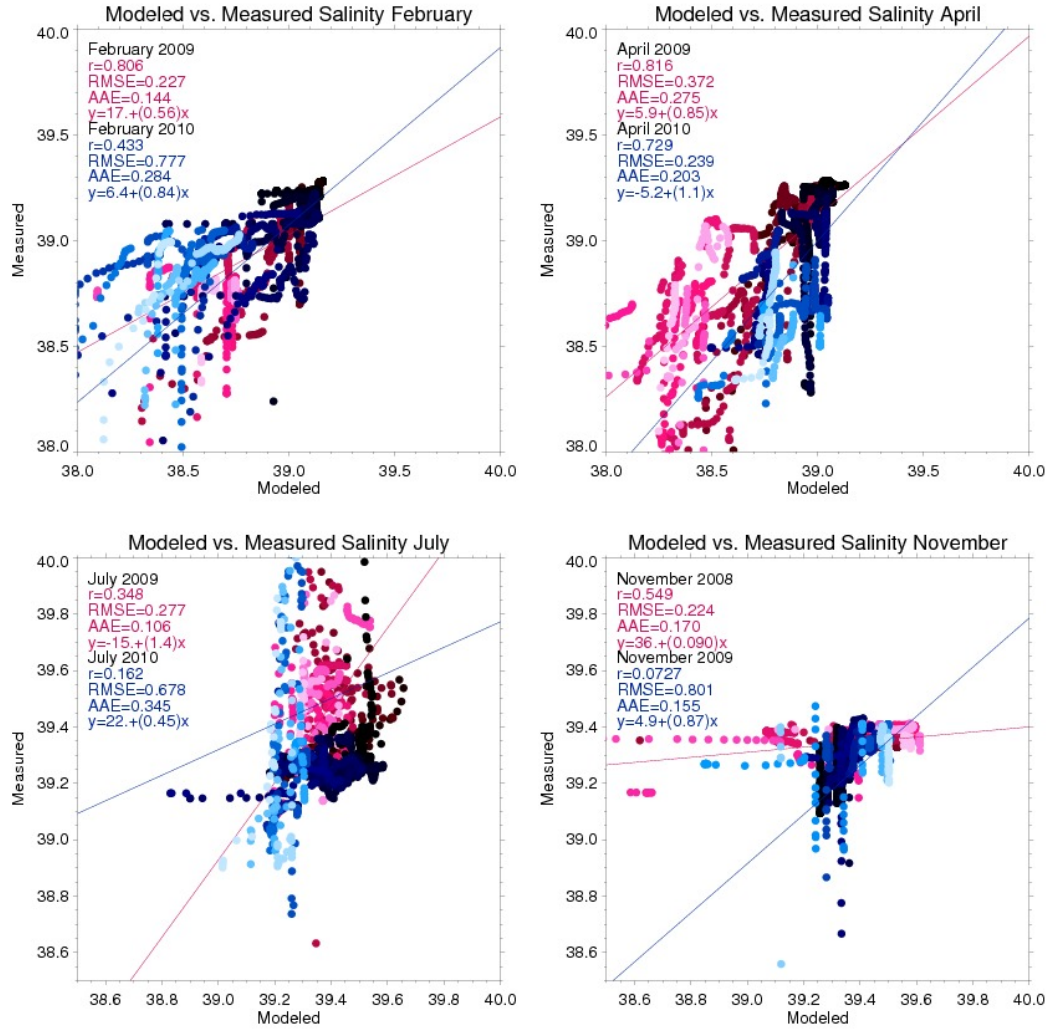 Modeled vs. Measured Salinity February
40.0
39.5
39.0
38.5
38.0
Measured
February 2009
r=0.806
RMSE=0.227
AAE=0.144
y=17.+(0.56)x
February 2010
r=0.433
RMSE=0.777
AAE=0.284
y=6.4+(0.84)x
38.0 38.5 39.0 39.5 40.0
Modeled
Modeled vs. Measured Salinity April
40.0
39.5
39.0
38.5
38.0
Measured
April 2009
r=0.816
RMSE=0.372
AAE=0.275
y=5.9+(0.85)x
April 2010
r=0.729
RMSE=0.239
AAE=0.203
y=-5.2+(1.1)x
38.0 38.5 39.0 39.5 40.0
Modeled
Modeled vs. Measured Salinity July
40.0
39.8
39.6
39.4
39.2
39.0
38.8
38.6
Measured
July 2009
r=0.348
RMSE=0.277
AAE=0.106
y=-15.+(1.4)x
July 2010
r=0.162
RMSE=0.678
AAE=0.345
y=22.+(0.45)x
38.6 38.8 39.0 39.2 39.4 39.6 39.8 40.0
Modeled
Modeled vs. Measured Salinity November
40.0
39.8
39.6
39.4
39.2
39.0
38.8
38.6
Measured
November 2008
r=0.549
RMSE=0.224
AAE=0.170
y=36.+(0.090)x
November 2009
r=0.0727
RMSE=0.801
AAE=0.155
y=4.9+(0.87)x
38.6 38.8 39.0 39.2 39.4 39.6 39.8 40.0
Modeled